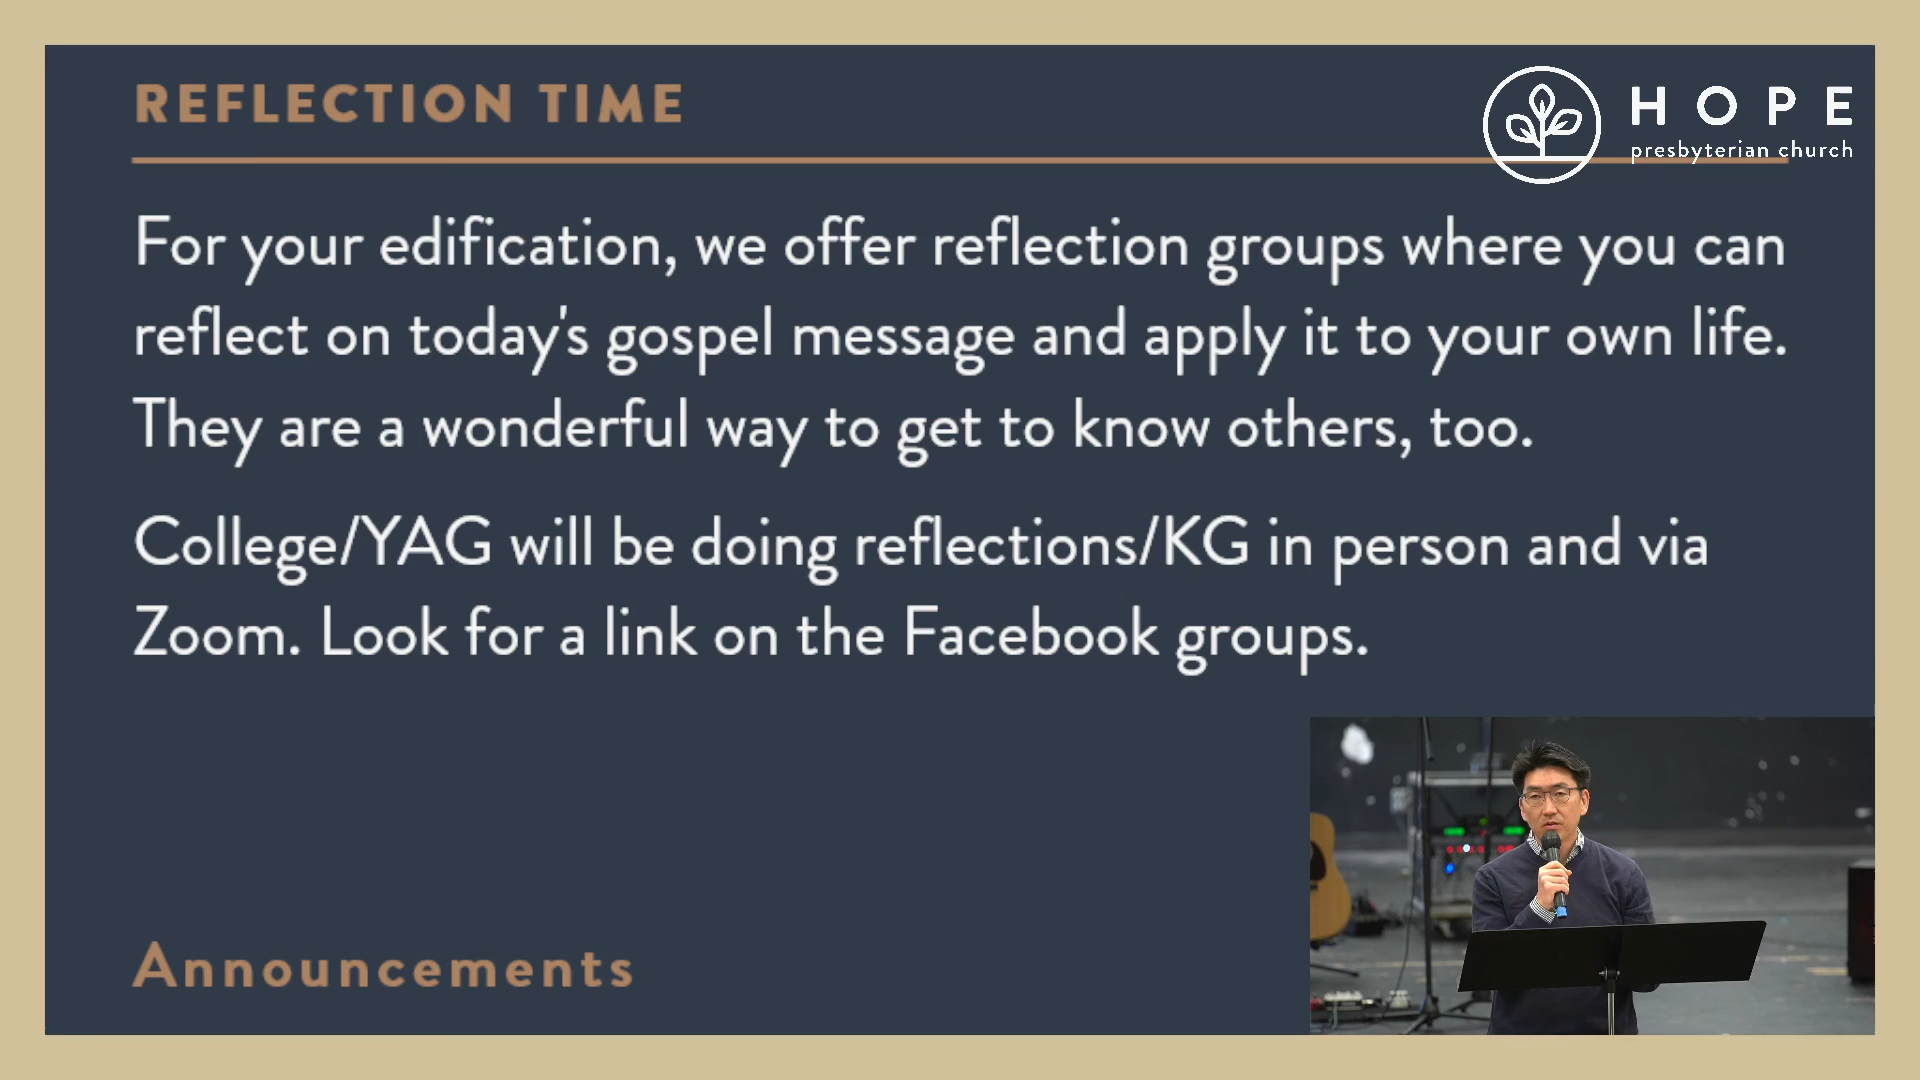 REFLECTION TIME
HOPE
presbyterian church
For your edification, we offer reflection groups where you can
reflect on today's gospel message and apply it to your own life.
They are a wonderful way to get to know others, too.
College/YAG will be doing reflections/KG in person and via
Zoom. Look for a link on the Facebook groups.
Announcements